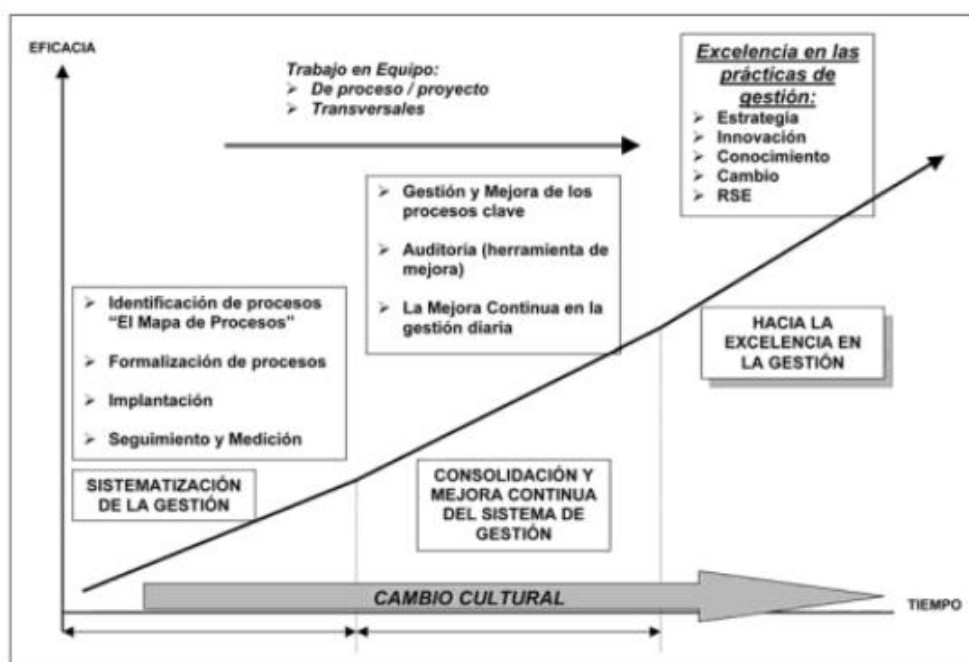 EFICACIA
Trabajo en Equipo:
➢ De proceso / proyecto
➢ Transversales
Excelencia en las
prácticas de
gestión:
➢ Estrategia
➢ Innovación
➢ Conocimiento
➢ Cambio
➢ RSE
➢ Gestión y Mejora de los
procesos clave
➢ Auditoria (herramienta de
mejora)
➢ La Mejora Continua en la
gestión diaria
➢ Identificación de procesos
“El Mapa de Procesos”
➢ Formalización de procesos
➢ Implantación
➢ Seguimiento y Medición
HACIA LA
EXCELENCIA EN
LA GESTIÓN
SISTEMATIZACIÓN
DE LA GESTIÓN
CONSOLIDACIÓN Y
MEJORA CONTINUA
DEL SISTEMA DE
GESTIÓN
CAMBIO CULTURAL
TIEMPO